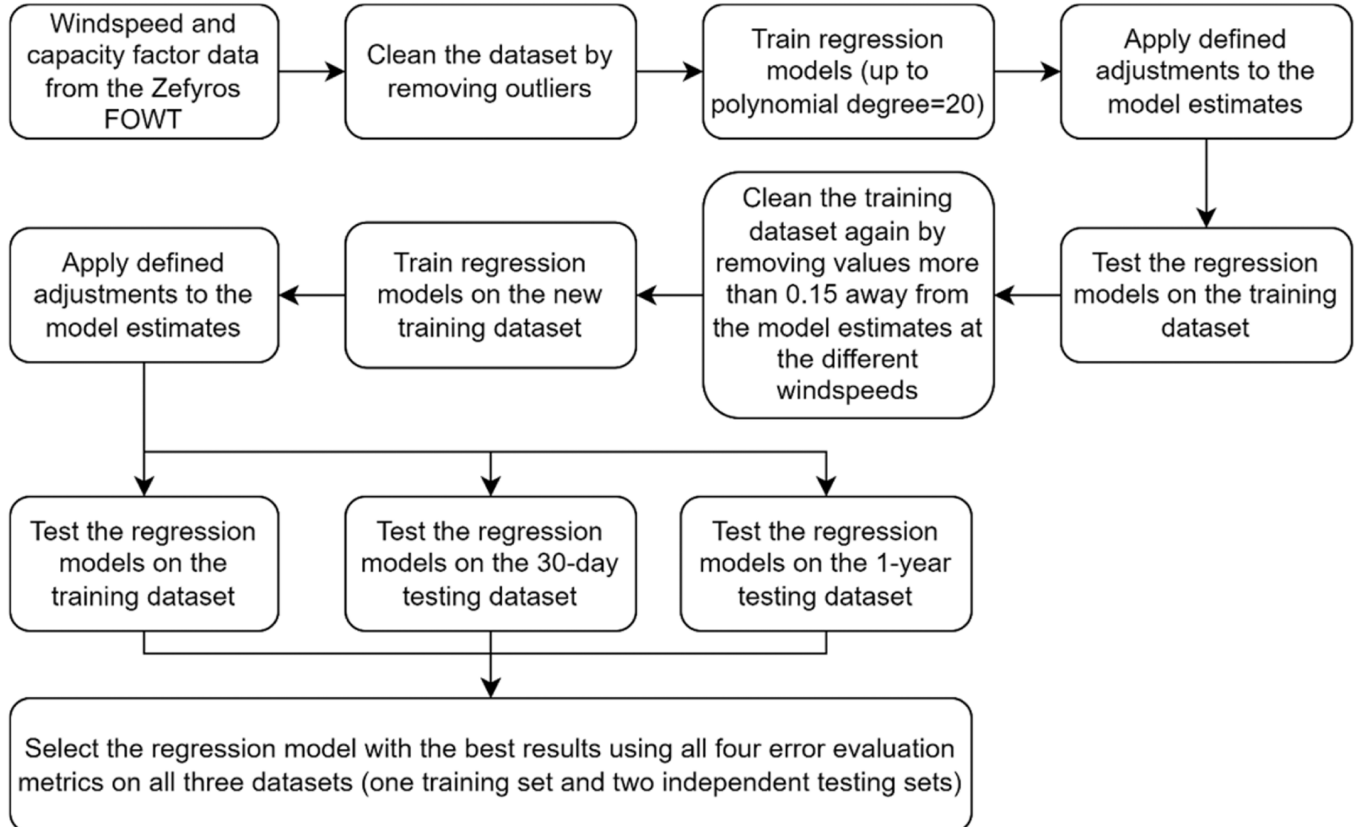 Windspeed and
capacity factor data
from the Zefyros
FOWT
Clean the dataset by
removing outliers
Train regression
models (up to
polynomial degree=20)
Apply defined
adjustments to the
model estimates
Test the regression
models on the training
dataset
Clean the training
dataset again by
removing values more
than 0.15 away from
the model estimates at
the different
windspeeds
Train regression
models on the new
training dataset
Apply defined
adjustments to the
model estimates
Test the regression
models on the
training dataset
Test the regression
models on the 30-day
testing dataset
Test the regression
models on the 1-year
testing dataset
Select the regression model with the best results using all four error evaluation
metrics on all three datasets (one training set and two independent testing sets)